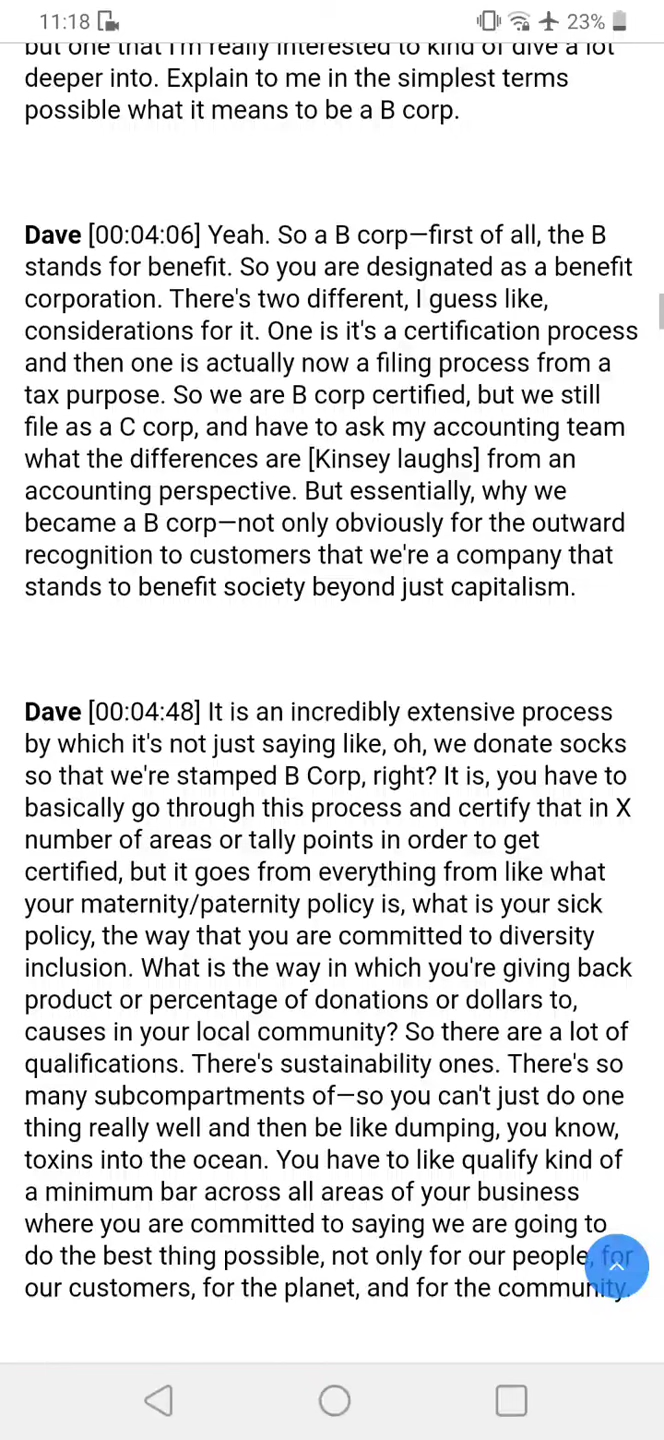 11:18
23%
but one that I'm really interested to kind of dive a lot
deeper into. Explain to me in the simplest terms
possible what it means to be a B corp.
Dave [00:04:06] Yeah. So a B corp—first of all, the B
stands for benefit. So you are designated as a benefit
corporation. There's two different, I guess like,
considerations for it. One is it's a certification process
and then one is actually now a filing process from a
tax purpose. So we are B corp certified, but we still
file as a C corp, and have to ask my accounting team
what the differences are [Kinsey laughs] from an
accounting perspective. But essentially, why we
became a B corp—not only obviously for the outward
recognition to customers that we're a company that
stands to benefit society beyond just capitalism.
Dave [00:04:48] It is an incredibly extensive process
by which it's not just saying like, oh, we donate socks
so that we're stamped B Corp, right? It is, you have to
basically go through this process and certify that in X
number of areas or tally points in order to get
certified, but it goes from everything from like what
your maternity/paternity policy is, what is your sick
policy, the way that you are committed to diversity
inclusion. What is the way in which you're giving back
product or percentage of donations or dollars to,
causes in your local community? So there are a lot of
qualifications. There's sustainability ones. There's so
many subcompartments of—so you can't just do one
thing really well and then be like dumping, you know,
toxins into the ocean. You have to like qualify kind of
a minimum bar across all areas of your business
where you are committed to saying we are going to
do the best thing possible, not only for our people, for
our customers, for the planet, and for the community.